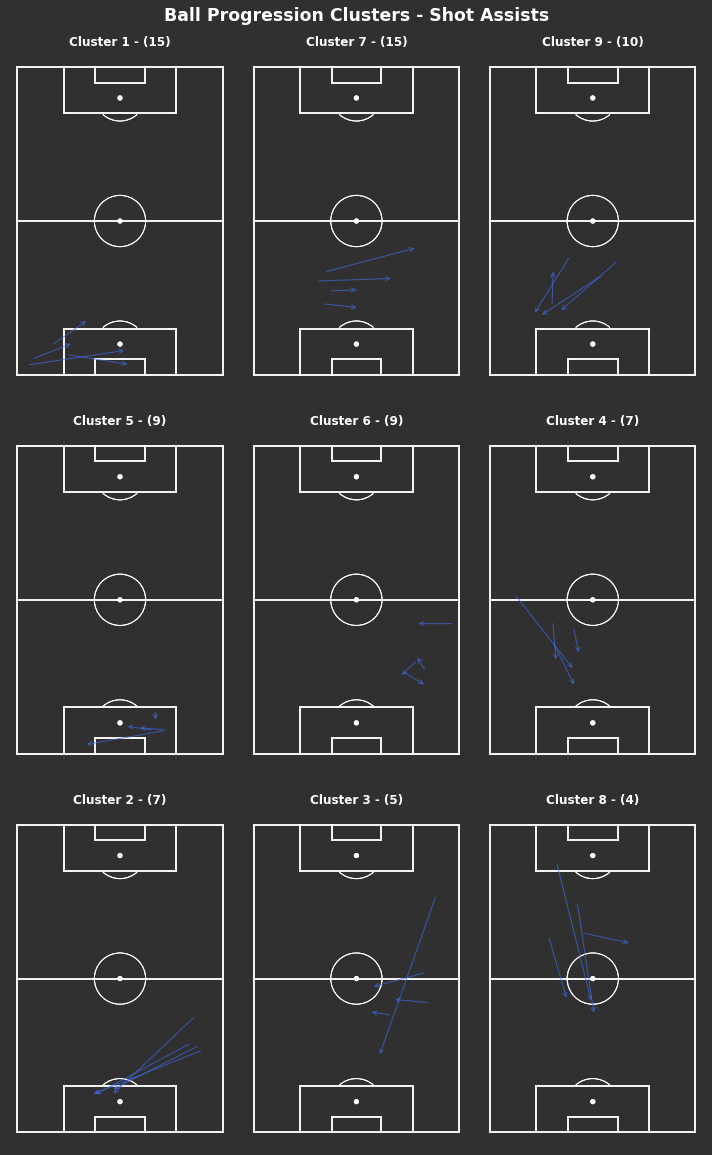 Ball Progression Clusters - Shot Assists
Cluster 1 - (15)
Cluster 7 - (15)
Cluster 9 - (10)
Cluster 5 - (9)
Cluster 6 - (9)
Cluster 4 - (7)
Cluster 2 - (7)
Cluster 3 - (5)
Cluster 8 - (4)